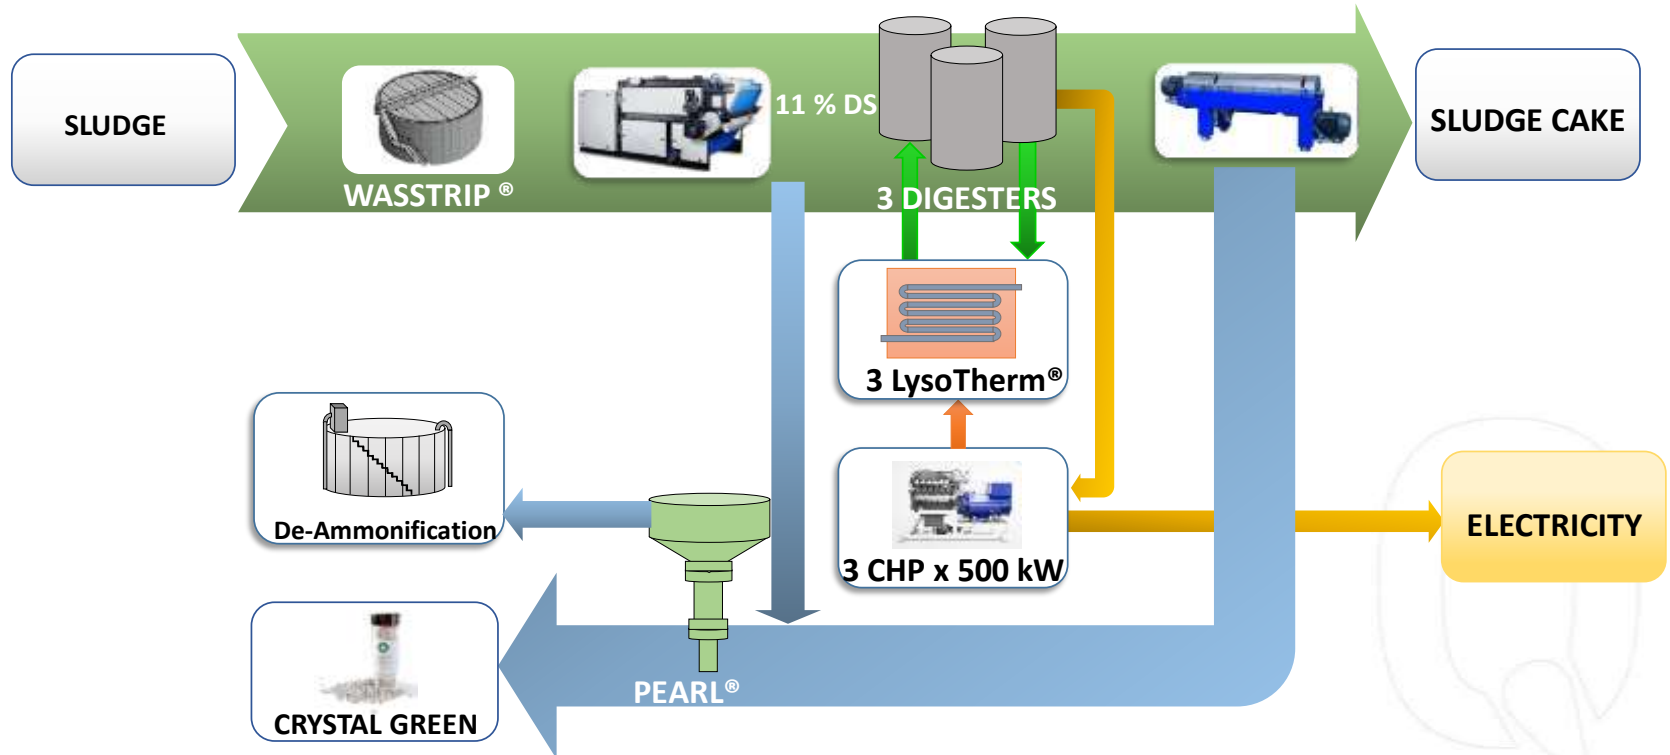 SLUDGE
WASSTRIP ®
11 % DS
3 DIGESTERS
SLUDGE CAKE
3 LysoTherm®
De-Ammonification
3 CHP x 500 kW
ELECTRICITY
PEARL®
CRYSTAL GREEN